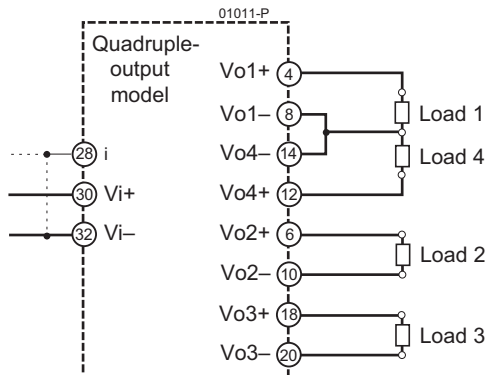 01011-P
Quadruple-
output
model
Vo1+ 4
Vo1– 8 Load 1
Vo4– 14 Load 4
28 i
Vo4+ 12
30 Vi+
Vo2+ 6
32 Vi–
Load 2
Vo2– 10
Vo3+ 18
Load 3
Vo3– 20